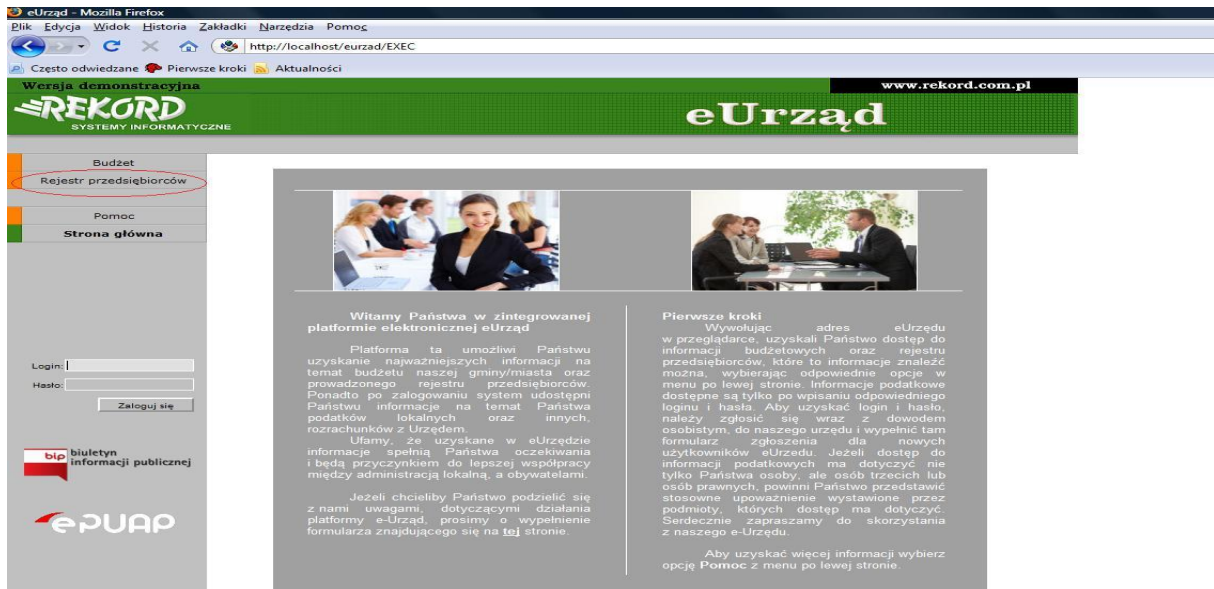 eUrząd - Mozilla Firefox
Plik Edycja Widok Historia Zakładki Narzędzia Pomoc
http://localhost/eurzad/EXEC
Często odwiedzane Pierwsze kroki Aktualności
Wersja demonstracyjna
www.rekord.com.pl
REKORD
SYSTEMY INFORMATYCZNE
eUrząd
Budżet
Rejestr przedsiębiorców
Pomoc
Strona główna
Login:
Hasło:
Zaloguj się
bip biuletyn
informacji publicznej
ePUAP
Witamy Państwa w zintegrowanej
platformie elektronicznej eUrząd
Platforma ta umożliwi Państwu
uzyskanie najważniejszych informacji na
temat budżetu naszej gminy/miasta oraz
prowadzonego rejestru przedsiębiorców.
Ponadto po zalogowaniu system udostępni
Państwu informacje na temat Państwa
podatków lokalnych oraz innych,
rozrachunków z Urzędem.
Ufamy, że uzyskane w eUrzędzie
informacje spełnią Państwa oczekiwania
i będą przyczynkiem do lepszej współpracy
między administracją lokalną, a obywatelami.
Jeżeli chcieliby Państwo podzielić się
z nami uwagami, dotyczącymi działania
platformy e-Urząd, prosimy o wypełnienie
formularza znajdującego się na tej stronie.
Pierwsze kroki
Wywołując adres eUrzędu
w przeglądarce, uzyskali Państwo dostęp do
informacji budżetowych oraz rejestru
przedsiębiorców, które to informacje znaleźć
można, wybierając odpowiednie opcje w
menu po lewej stronie. Informacje podatkowe
dostępne są tylko po wpisaniu odpowiedniego
loginu i hasła. Aby uzyskać login i hasło,
należy zgłosić się wraz z dowodem
osobistym, do naszego urzędu i wypełnić tam
formularz zgłoszenia dla nowych
użytkowników eUrzedu. Jeżeli dostęp do
informacji podatkowych ma dotyczyć nie
tylko Państwa osoby, ale osób trzecich lub
osób prawnych, powinni Państwo przedstawić
stosowne upoważnienie wystawione przez
podmioty, których dostęp ma dotyczyć.
Serdecznie zapraszamy do skorzystania
z naszego e-Urzędu.
Aby uzyskać więcej informacji wybierz
opcję Pomoc z menu po lewej stronie.